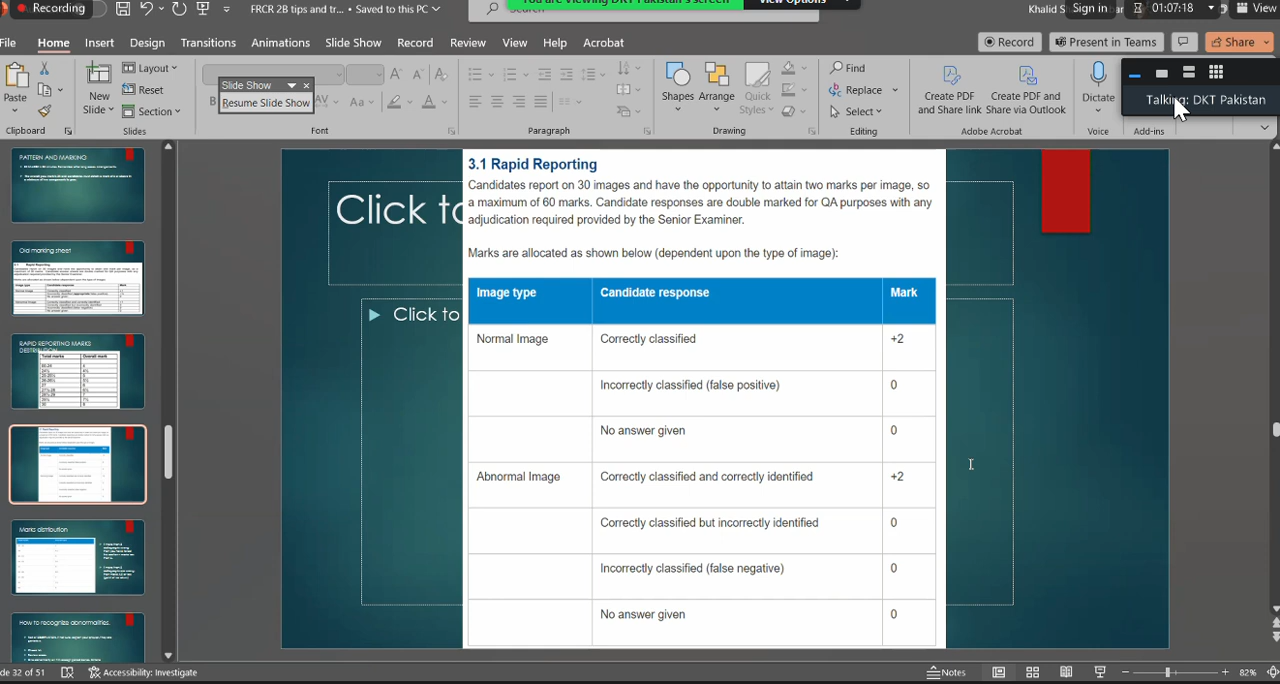 Recording
FRCR 2B tips and tr... • Saved to this PC
You are viewing DKT Pakistan's screen
View Options
Khalid S
Sign in
01:07:18
View
File Home Insert Design Transitions Animations Slide Show Record Review View Help Acrobat
Record
Present in Teams
Share
Paste
New Slide
Layout
Reset
Section
Slide Show
Resume Slide Show
Shapes
Arrange
Quick Styles
Find
Replace
Select
Create PDF and Share link
Create PDF and Share via Outlook
Dictate
Talking: DKT Pakistan
Clipboard
Slides
Font
Paragraph
Drawing
Editing
Adobe Acrobat
Voice
Add-ins
PATTERN AND MARKING
Old marking sheet
RAPID REPORTING MARKS
Total marks Overall mark
Marks distribution
How to recognize abnormalities
Click to
Click to
3.1 Rapid Reporting
Candidates report on 30 images and have the opportunity to attain two marks per image, so
a maximum of 60 marks. Candidate responses are double marked for QA purposes with any
adjudication required provided by the Senior Examiner.
Marks are allocated as shown below (dependent upon the type of image):
Image type Candidate response Mark
Normal Image Correctly classified +2
Incorrectly classified (false positive) 0
No answer given 0
Abnormal Image Correctly classified and correctly identified +2
Correctly classified but incorrectly identified 0
Incorrectly classified (false negative) 0
No answer given 0
de 32 of 51
Accessibility: Investigate
Notes
82%